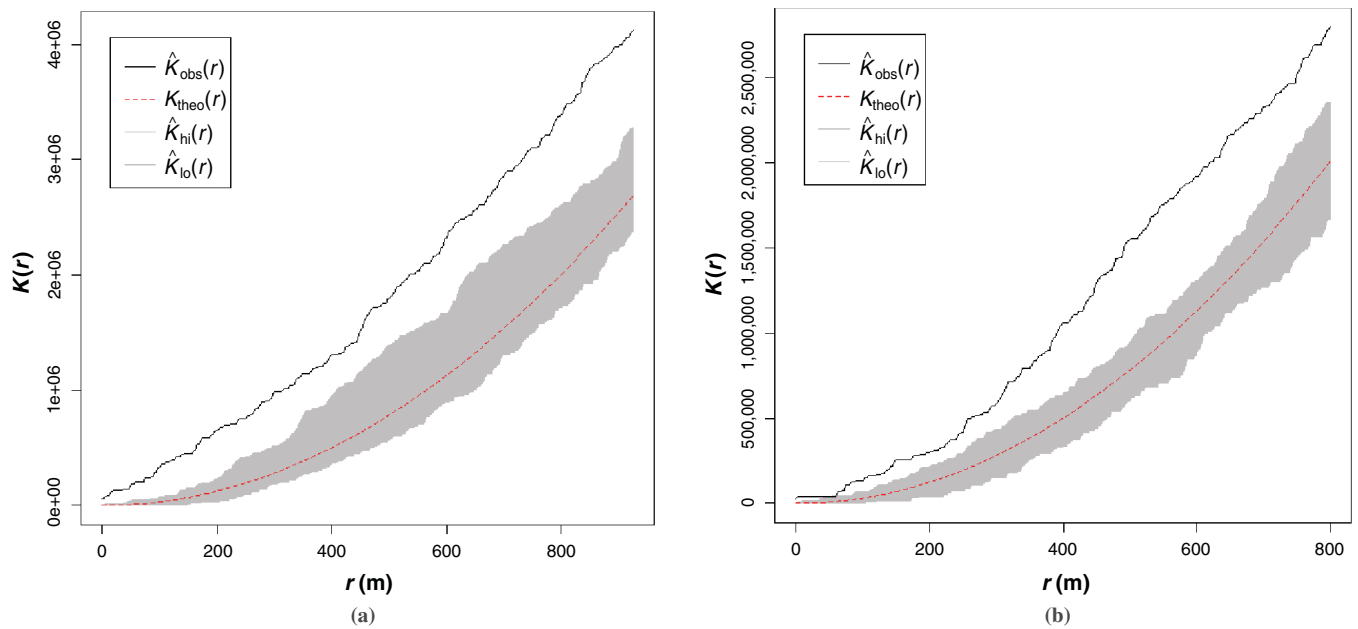 K̂obs(r)
Ktheo(r)
K̂hi(r)
K̂lo(r)
4e+06
3e+06
2e+06
1e+06
0e+00
K(r)
0 200 400 600 800
r (m)
(a)
K̂obs(r)
Ktheo(r)
K̂hi(r)
K̂lo(r)
2,500,000
2,000,000
1,500,000
1,000,000
500,000
0
K(r)
0 200 400 600 800
r (m)
(b)